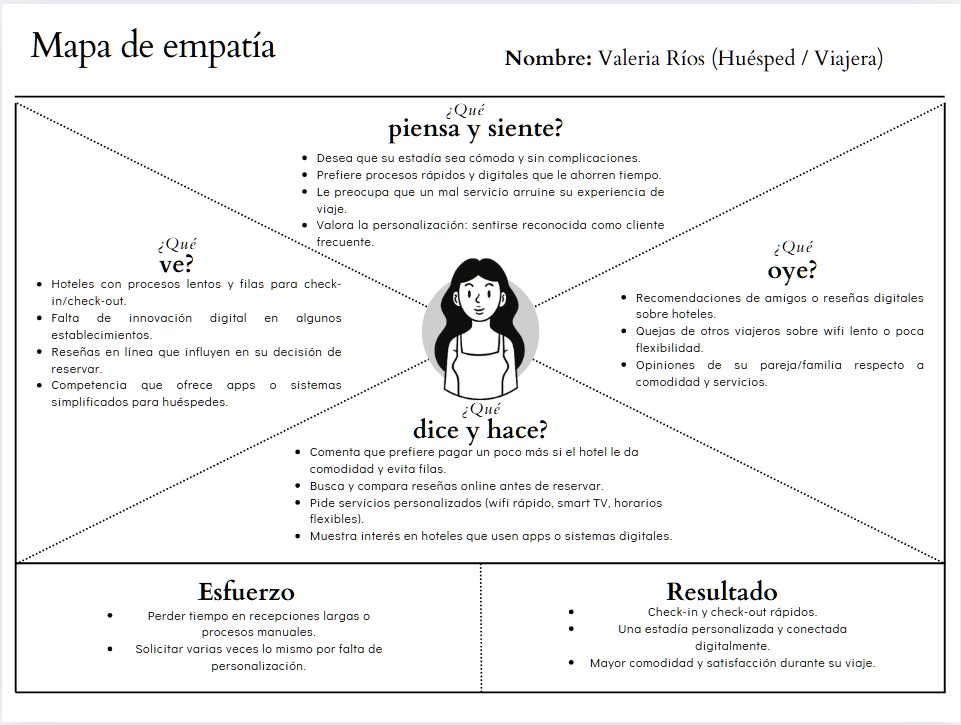 Mapa de empatía
Nombre: Valeria Ríos (Huésped / Viajera)
¿Qué
piensa y siente?
• Desea que su estadía sea cómoda y sin complicaciones.
• Prefiere procesos rápidos y digitales que le ahorren tiempo.
• Le preocupa que un mal servicio arruine su experiencia de
viaje.
• Valora la personalización: sentirse reconocida como cliente
frecuente.
¿Qué
ve?
• Hoteles con procesos lentos y filas para check-
in/check-out.
• Falta de innovación digital en algunos
establecimientos.
• Reseñas en línea que influyen en su decisión de
reservar.
• Competencia que ofrece apps o sistemas
simplificados para huéspedes.
¿Qué
oye?
• Recomendaciones de amigos o reseñas digitales
sobre hoteles.
• Quejas de otros viajeros sobre wifi lento o poca
flexibilidad.
• Opiniones de su pareja/familia respecto a
comodidad y servicios.
¿Qué
dice y hace?
• Comenta que prefiere pagar un poco más si el hotel le da
comodidad y evita filas.
• Busca y compara reseñas online antes de reservar.
• Pide servicios personalizados (wifi rápido, smart TV, horarios
flexibles).
• Muestra interés en hoteles que usen apps o sistemas digitales.
Esfuerzo
• Perder tiempo en recepciones largas o
procesos manuales.
• Solicitar varias veces lo mismo por falta de
personalización.
Resultado
• Check-in y check-out rápidos.
• Una estadía personalizada y conectada
digitalmente.
• Mayor comodidad y satisfacción durante su viaje.